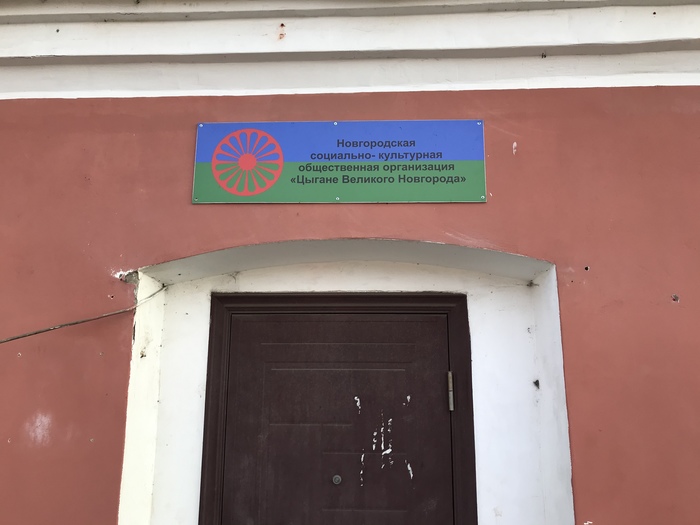 Новгородская
социально- культурная
общественная организация
«Цыгане Великого Новгорода»